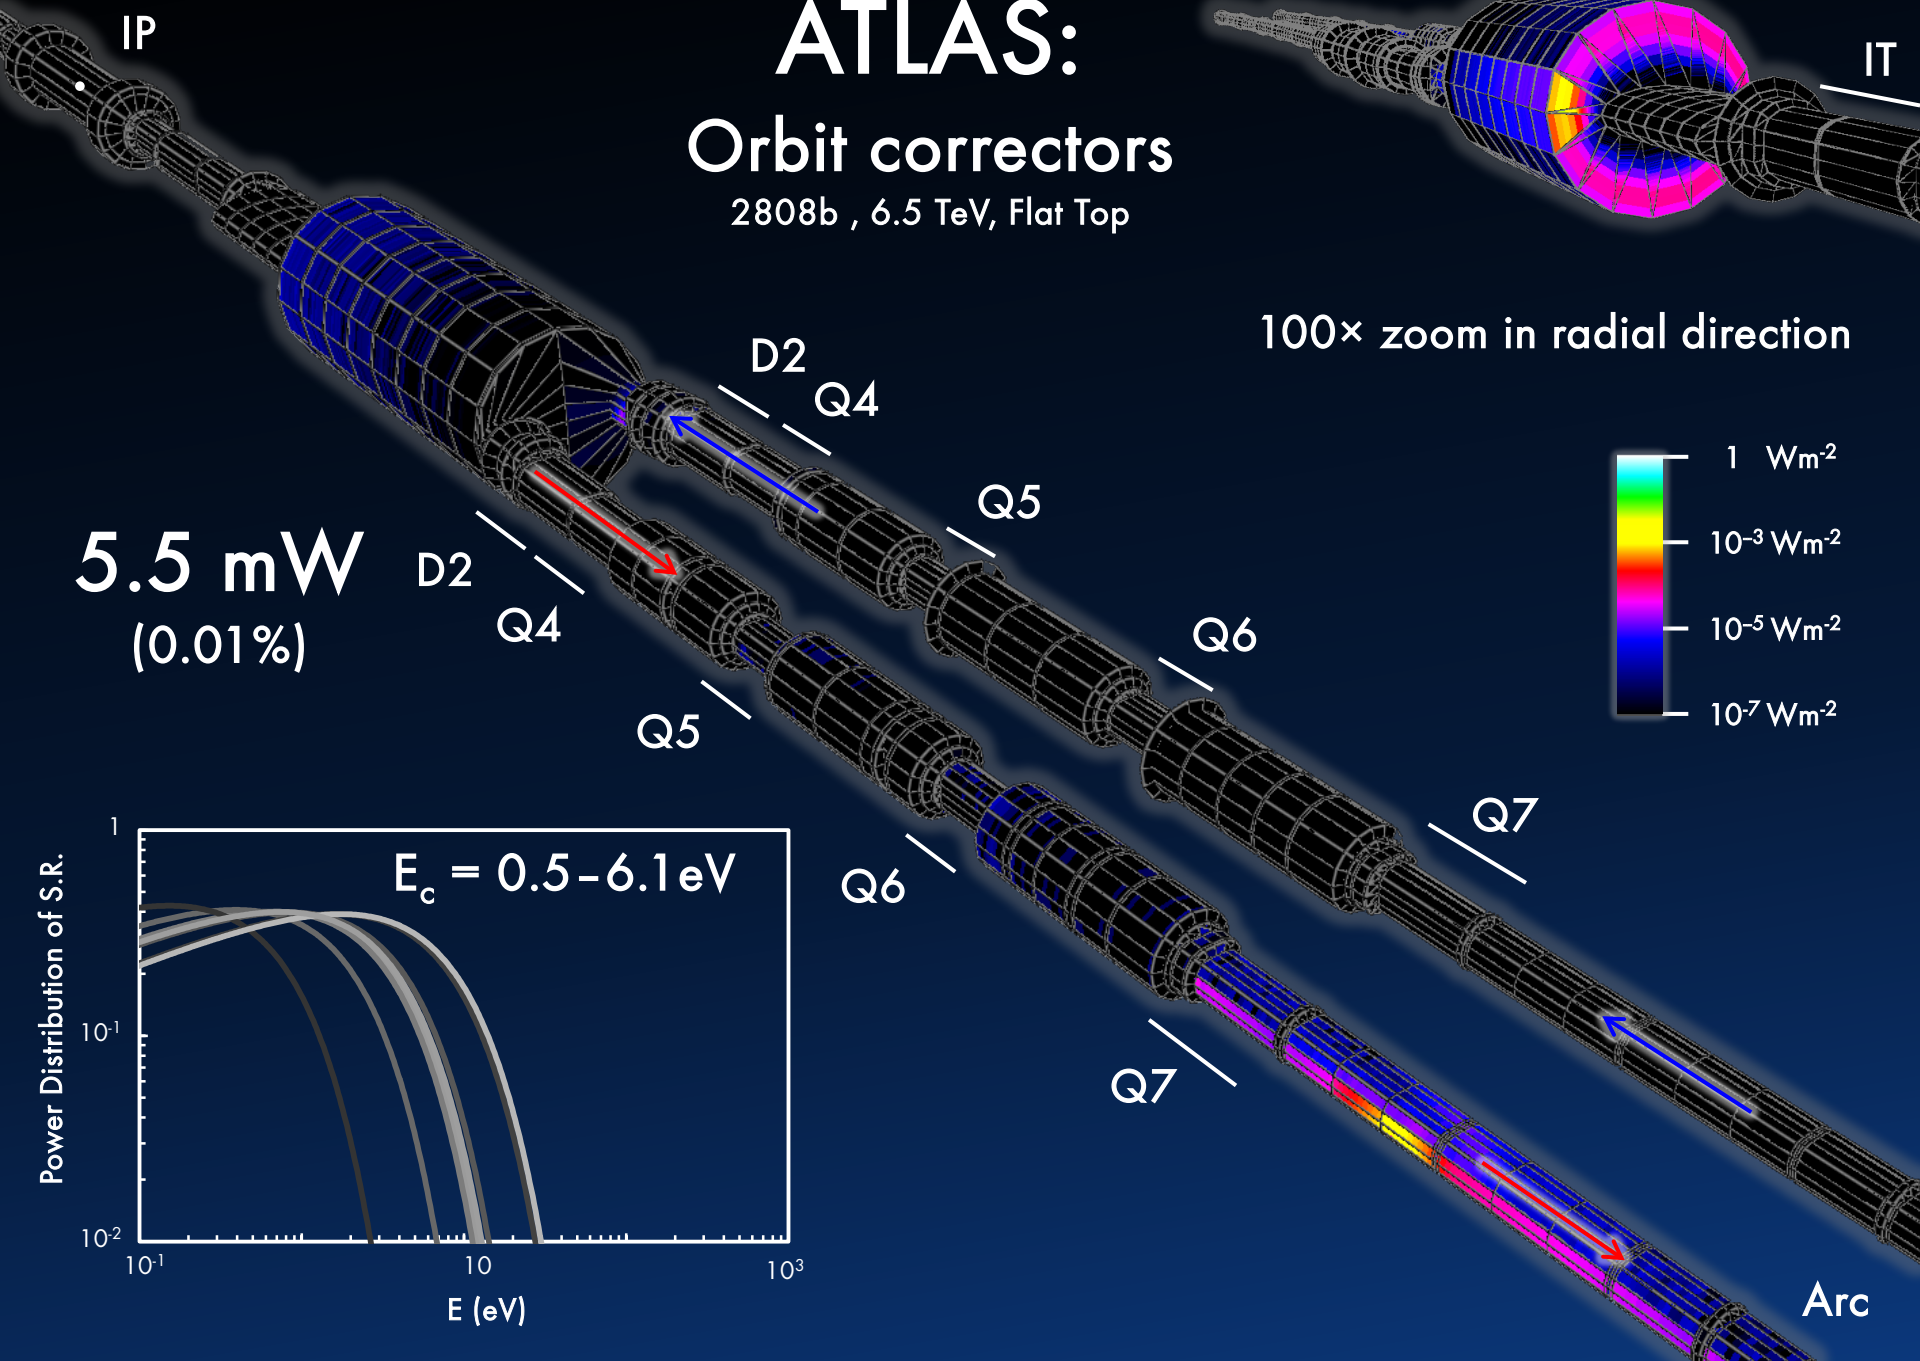 IP
ATLAS:
Orbit correctors
2808b , 6.5 TeV, Flat Top
IT
100× zoom in radial direction
1 Wm⁻²
10⁻³ Wm⁻²
10⁻⁵ Wm⁻²
10⁻⁷ Wm⁻²
D2
Q4
Q5
Q6
Q7
5.5 mW
(0.01%)
D2
Q4
Q5
Q6
Q7
Arc
E_c = 0.5–6.1eV
Power Distribution of S.R.
1
10⁻¹
10⁻²
10⁻¹
10
10³
E (eV)